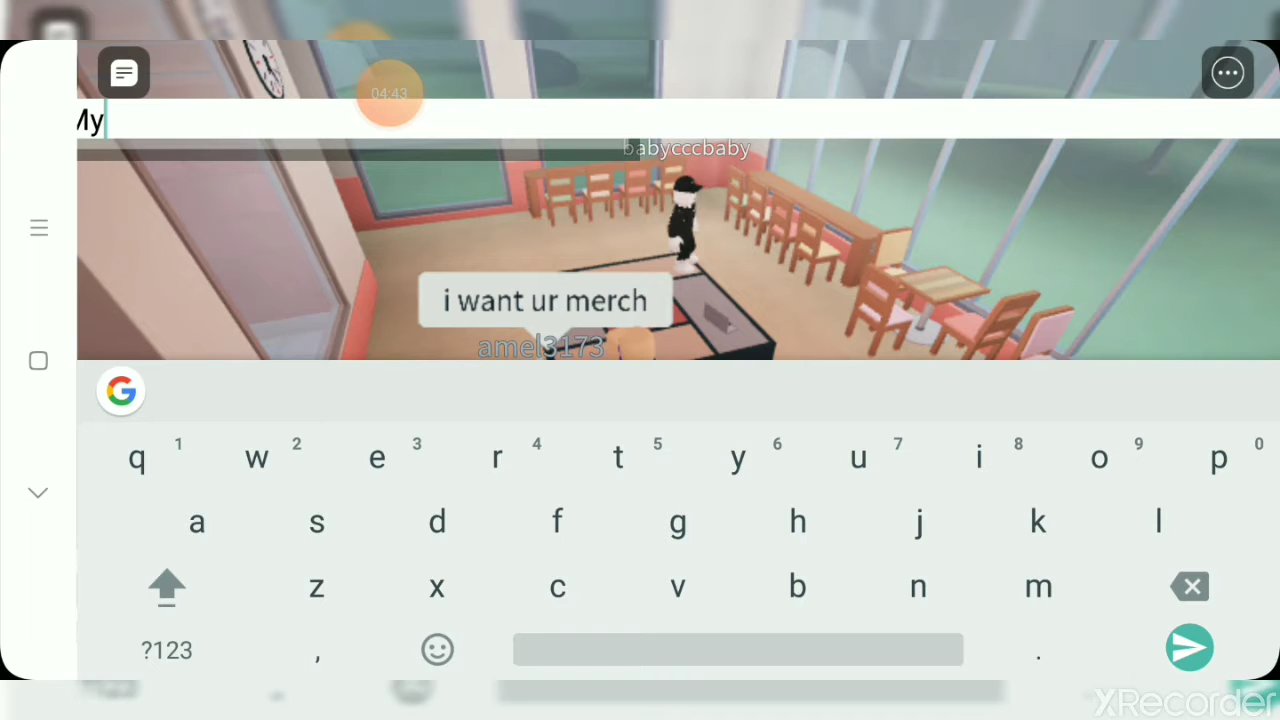 04:43
My
babycccbaby
i want ur merch
amel3173
1 2 3 4 5 6 7 8 9 0
q w e r t y u i o p
a s d f g h j k l
z x c v b n m
?123 , .
XRecorder